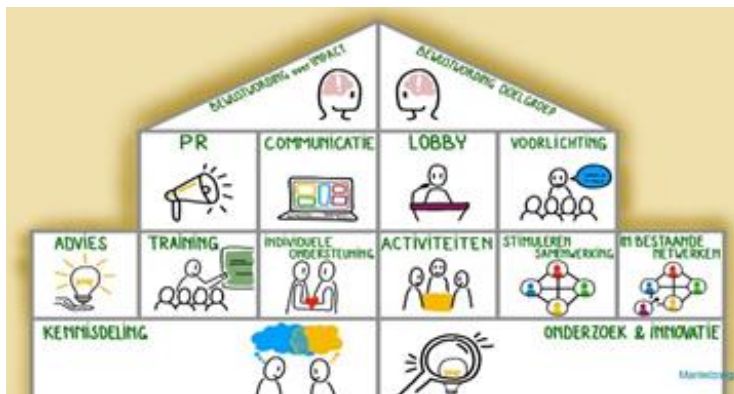 BEWUSTWORDING over IMPACT
BEWUSTWORDING DOELGROEP
PR
COMMUNICATIE
LOBBY
VOORLICHTING
ADVIES
TRAINING
INDIVIDUELE
ONDERSTEUNING
ACTIVITEITEN
STIMULEREN
SAMENWERKING
IN BESTAANDE
NETWERKEN
KENNISDELING
ONDERZOEK & INNOVATIE